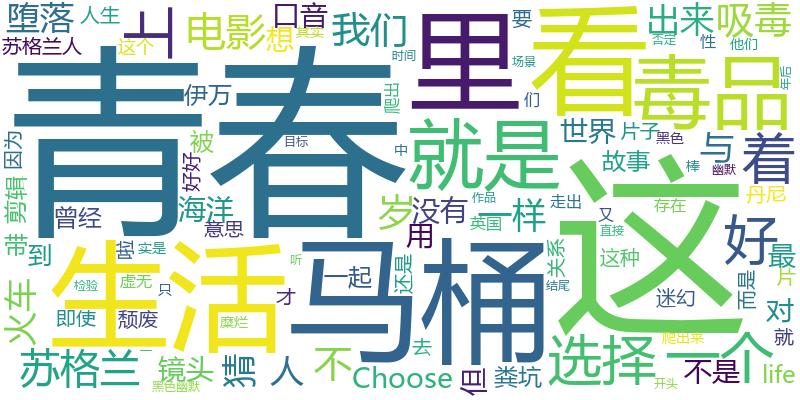 堕落
人生
上
电影
想
口音
我们
里
看
要
否定
性
出来
吸毒
他们
苏格兰人
这个
真实
时间
爬出
场景
们
毒品
年后
青春
伊万
被
好好
因为
目标
中
就是
世界
片子
黑色
与
着
幽默
故事
棒
丹尼
剪辑
曾经
海洋
岁
没有
一样
作品
英国
走出
又
存在
这
带
到
意思
用
直接
好
生活
马桶
一起
还是
关系
这种
最
而是
片
火车
检验
虚无
实是
听
只
才
结尾
迷幻
对
即使
颓废
糜烂
去
选择
一个
爬出来
就
苏格兰
镜头
猜
人
不
Choose
但
粪坑
不是
life
黑色幽默
一
开头